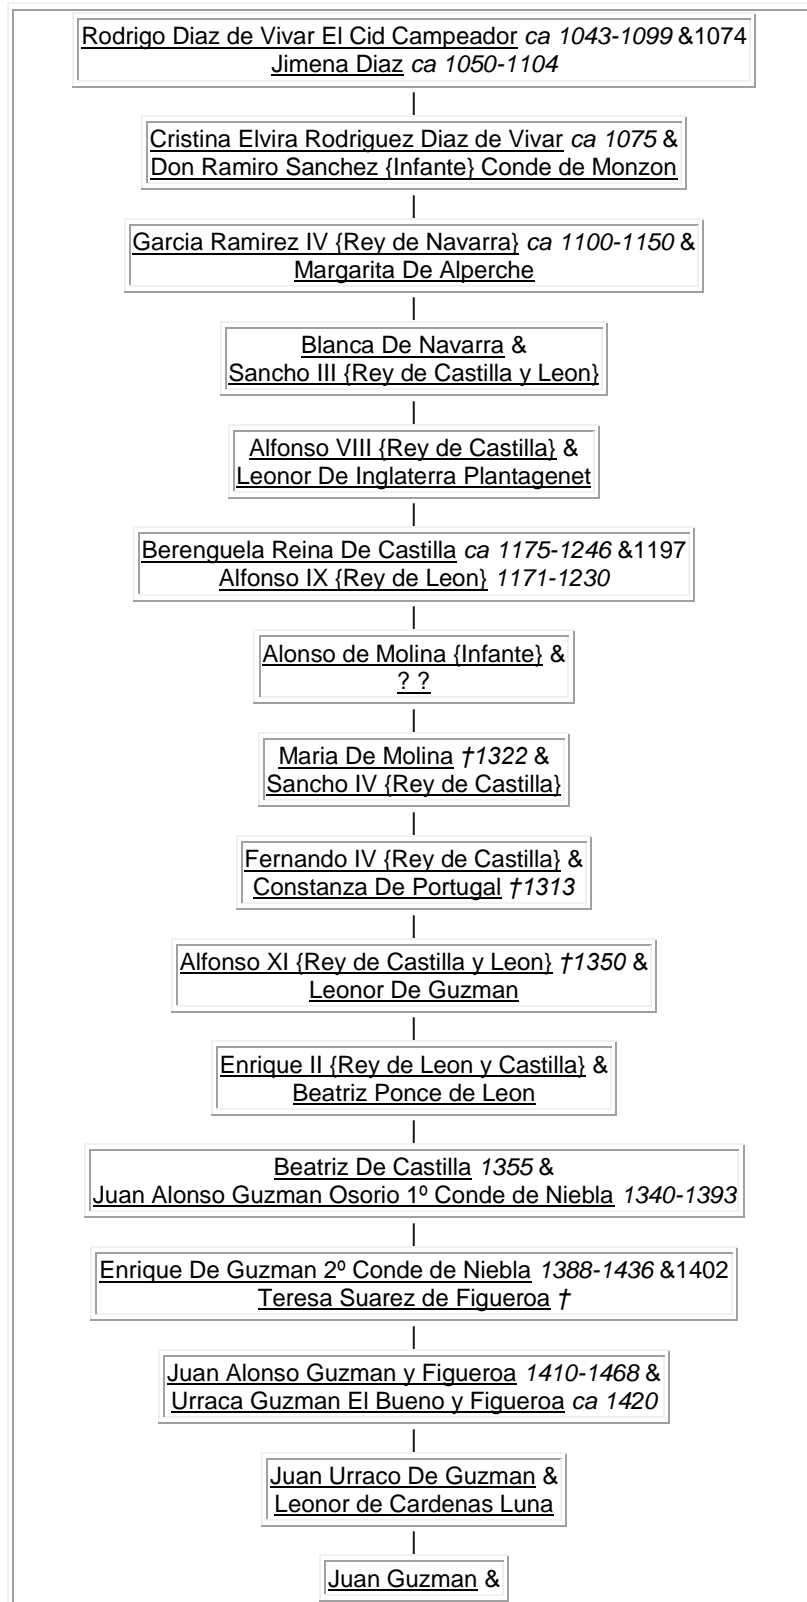 Rodrigo Diaz de Vivar El Cid Campeador ca 1043-1099 &1074
Jimena Diaz ca 1050-1104
Cristina Elvira Rodriguez Diaz de Vivar ca 1075 &
Don Ramiro Sanchez {Infante} Conde de Monzon
Garcia Ramirez IV {Rey de Navarra} ca 1100-1150 &
Margarita De Alperche
Blanca De Navarra &
Sancho III {Rey de Castilla y Leon}
Alfonso VIII {Rey de Castilla} &
Leonor De Inglaterra Plantagenet
Berenguela Reina De Castilla ca 1175-1246 &1197
Alfonso IX {Rey de Leon} 1171-1230
Alonso de Molina {Infante} &
? ?
Maria De Molina †1322 &
Sancho IV {Rey de Castilla}
Fernando IV {Rey de Castilla} &
Constanza De Portugal †1313
Alfonso XI {Rey de Castilla y Leon} †1350 &
Leonor De Guzman
Enrique II {Rey de Leon y Castilla} &
Beatriz Ponce de Leon
Beatriz De Castilla 1355 &
Juan Alonso Guzman Osorio 1º Conde de Niebla 1340-1393
Enrique De Guzman 2º Conde de Niebla 1388-1436 &1402
Teresa Suarez de Figueroa †
Juan Alonso Guzman y Figueroa 1410-1468 &
Urraca Guzman El Bueno y Figueroa ca 1420
Juan Urraco De Guzman &
Leonor de Cardenas Luna
Juan Guzman &